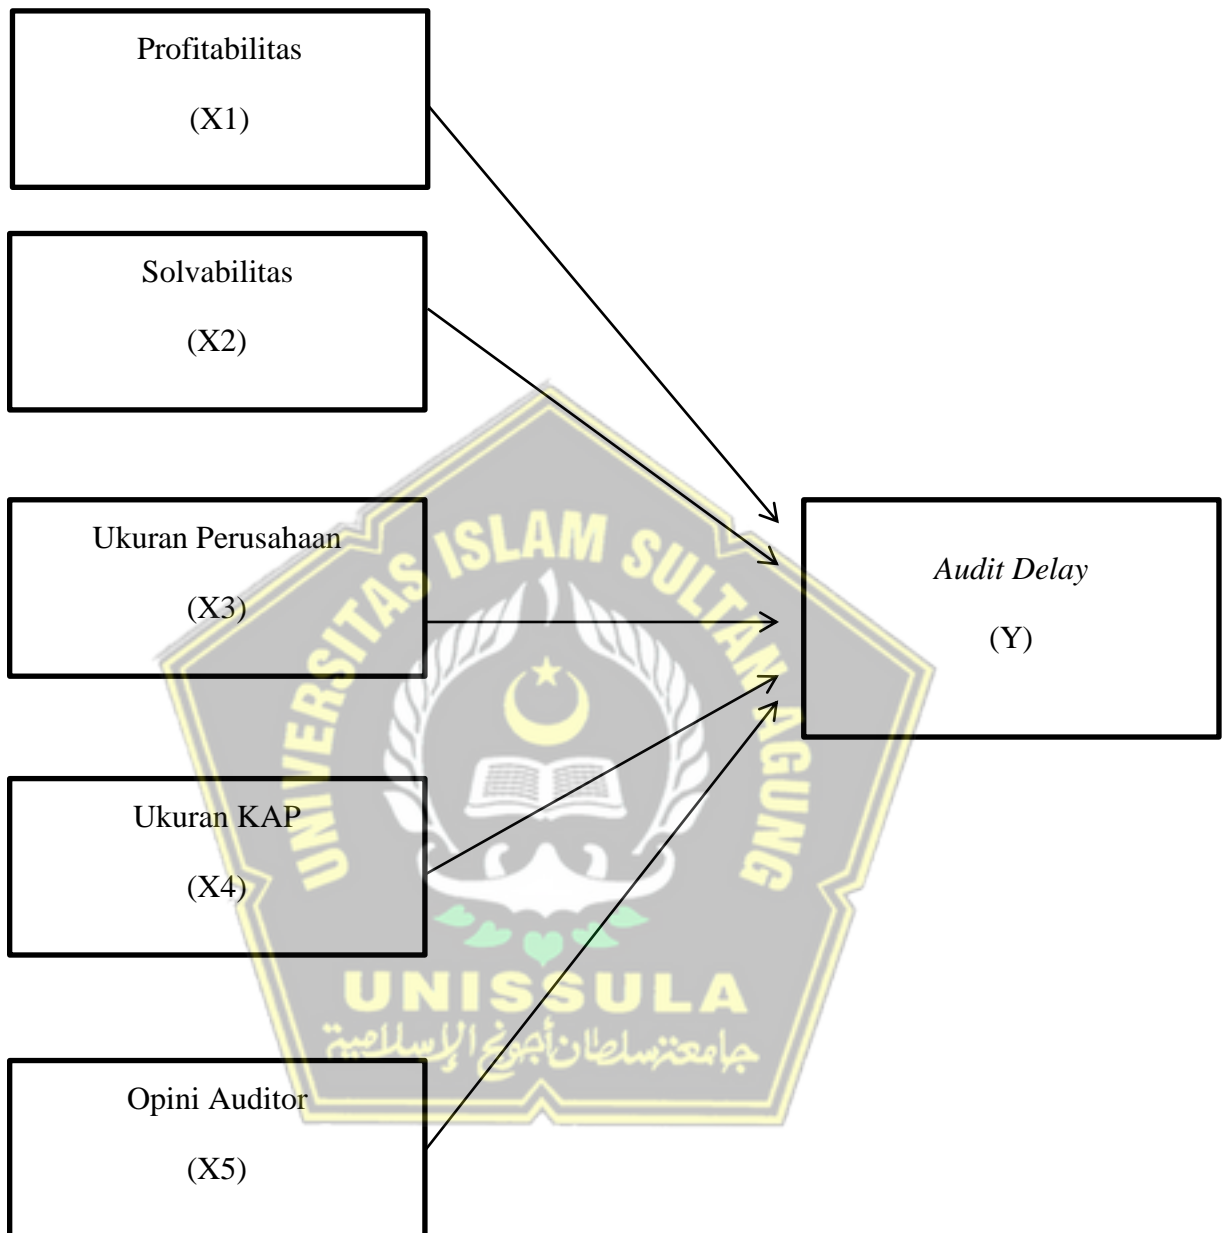 Profitabilitas
(X1)
Solvabilitas
(X2)
Ukuran Perusahaan
(X3)
Audit Delay
(Y)
Ukuran KAP
(X4)
Opini Auditor
(X5)
UNIVERSITAS ISLAM SULTAN AGUNG
UNISSULA
جامعة سلطان أجونج الإسلامية